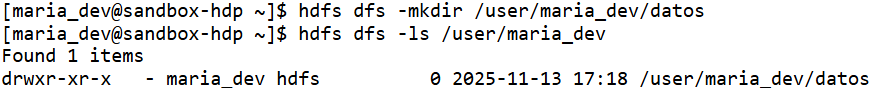 [maria_dev@sandbox-hdp ~]$ hdfs dfs -mkdir /user/maria_dev/datos
[maria_dev@sandbox-hdp ~]$ hdfs dfs -ls /user/maria_dev
Found 1 items
drwxr-xr-x   - maria_dev hdfs          0 2025-11-13 17:18 /user/maria_dev/datos